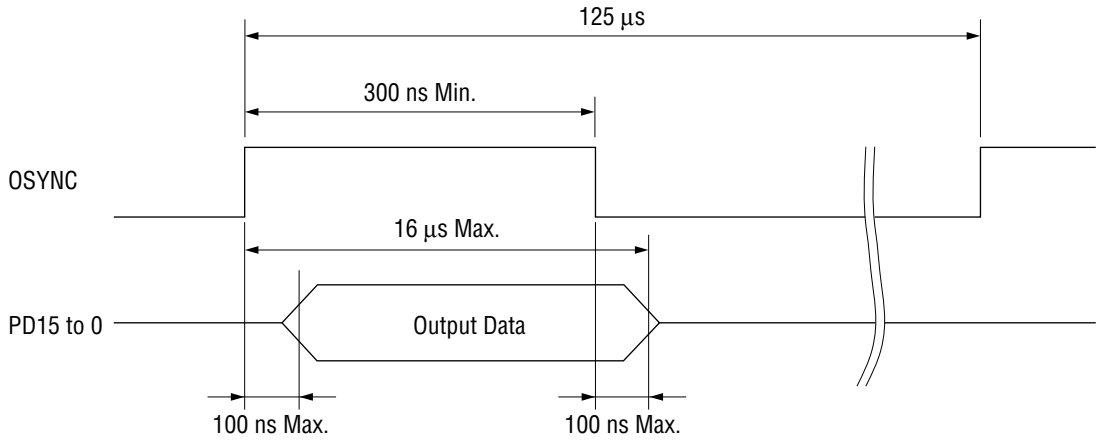 125 μs
300 ns Min.
OSYNC
16 μs Max.
PD15 to 0
Output Data
100 ns Max.
100 ns Max.